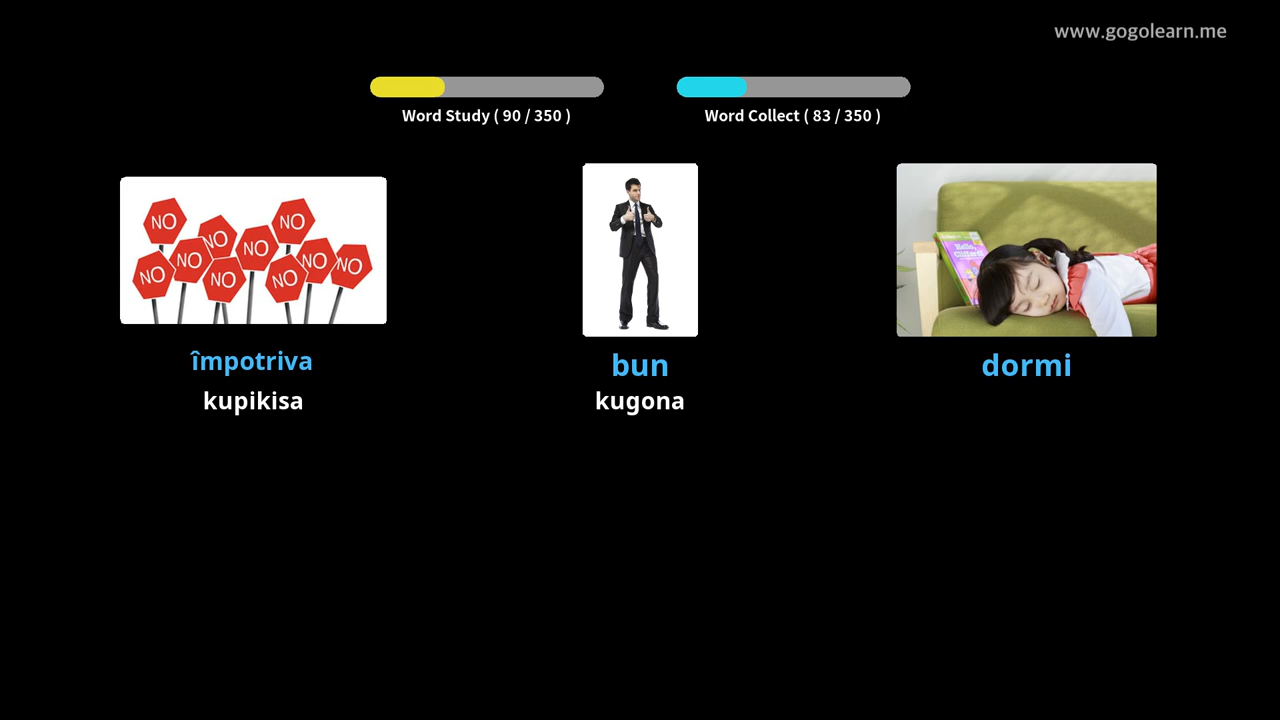 www.gogolearn.me
Word Study ( 90 / 350 )
Word Collect ( 83 / 350 )
NO
NO
NO
NO
NO
NO
NO
NO
NO
NO
Hello,
împotriva
bun
dormi
kupikisa
kugona